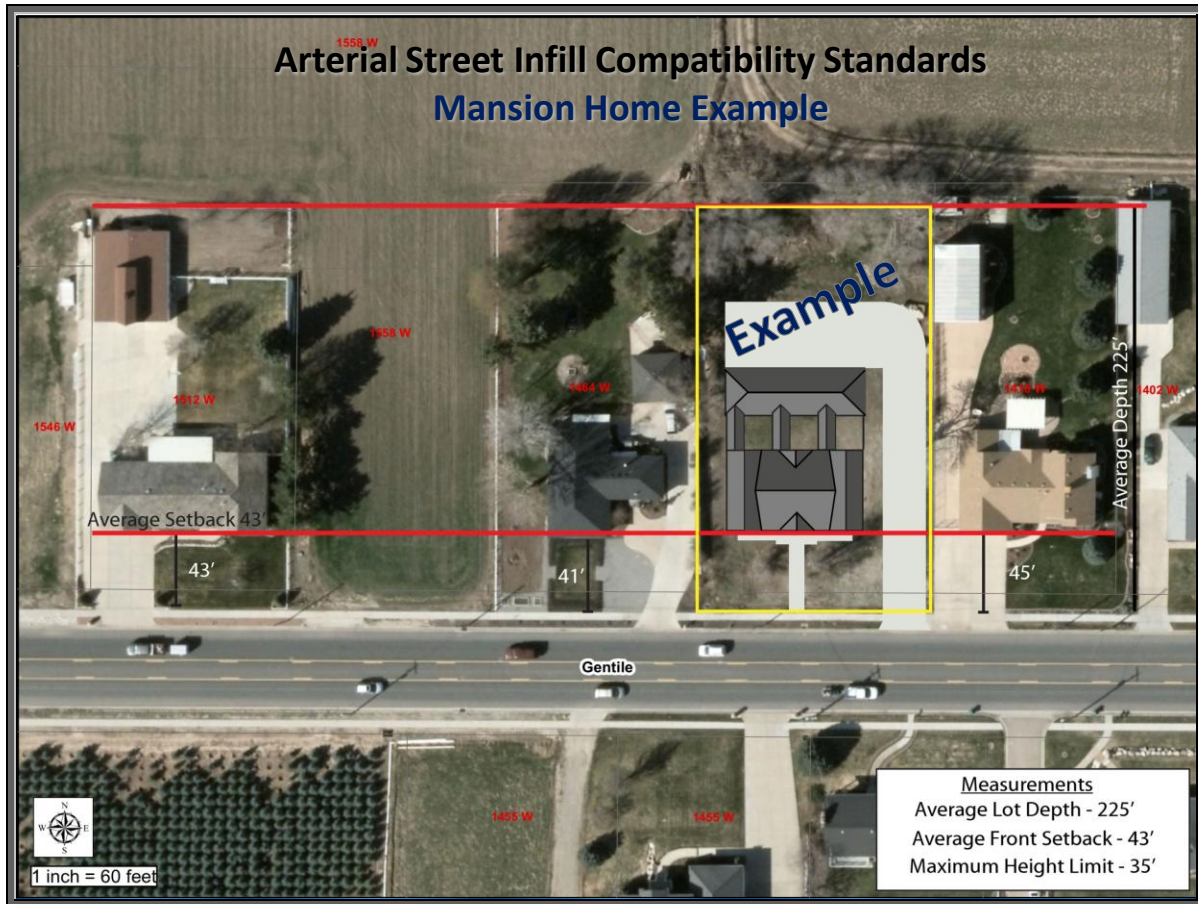 1558 W
Arterial Street Infill Compatibility Standards
Mansion Home Example
Example
1558 W
1512 W
1546 W
1464 W
1402 W
Average Depth 225'
Average Setback 43'
43'
41'
45'
Gentile
1455 W
1455 W
Measurements
Average Lot Depth - 225'
Average Front Setback - 43'
Maximum Height Limit - 35'
N
W E
S
1 inch = 60 feet